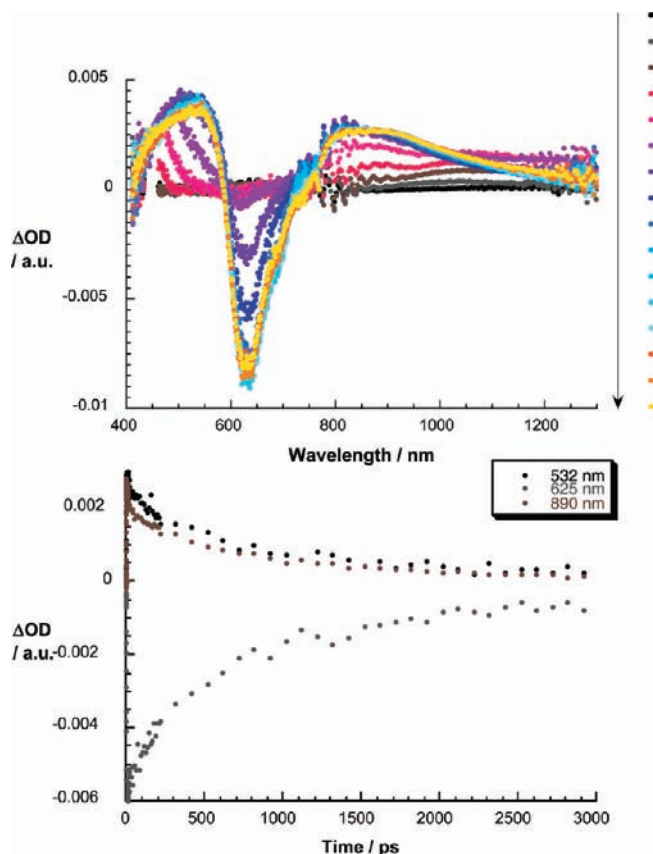 0.005
0
ΔOD
/ a.u.
-0.005
-0.01
400 600 800 1000 1200
Wavelength / nm
532 nm
625 nm
890 nm
0.002
0
ΔOD
/ a.u.
-0.002
-0.004
-0.006
0 500 1000 1500 2000 2500 3000
Time / ps